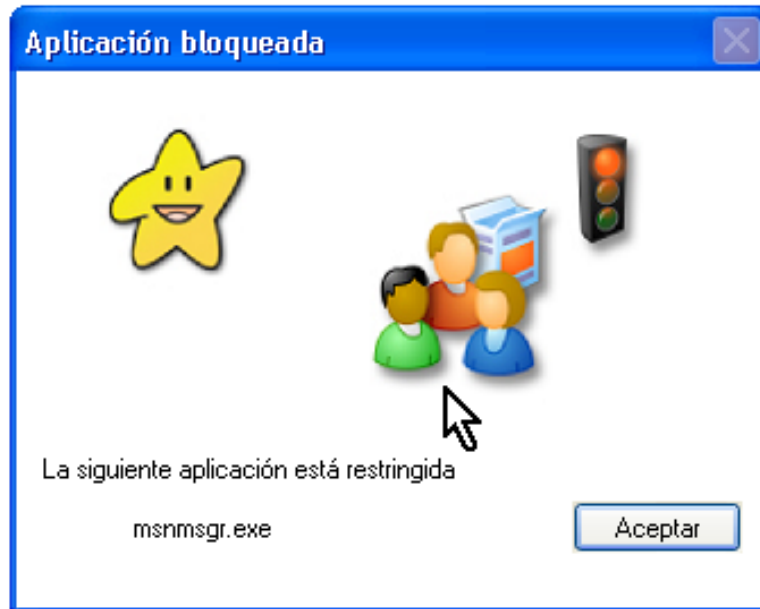 Aplicación bloqueada
La siguiente aplicación está restringida
msnmsgr.exe
Aceptar